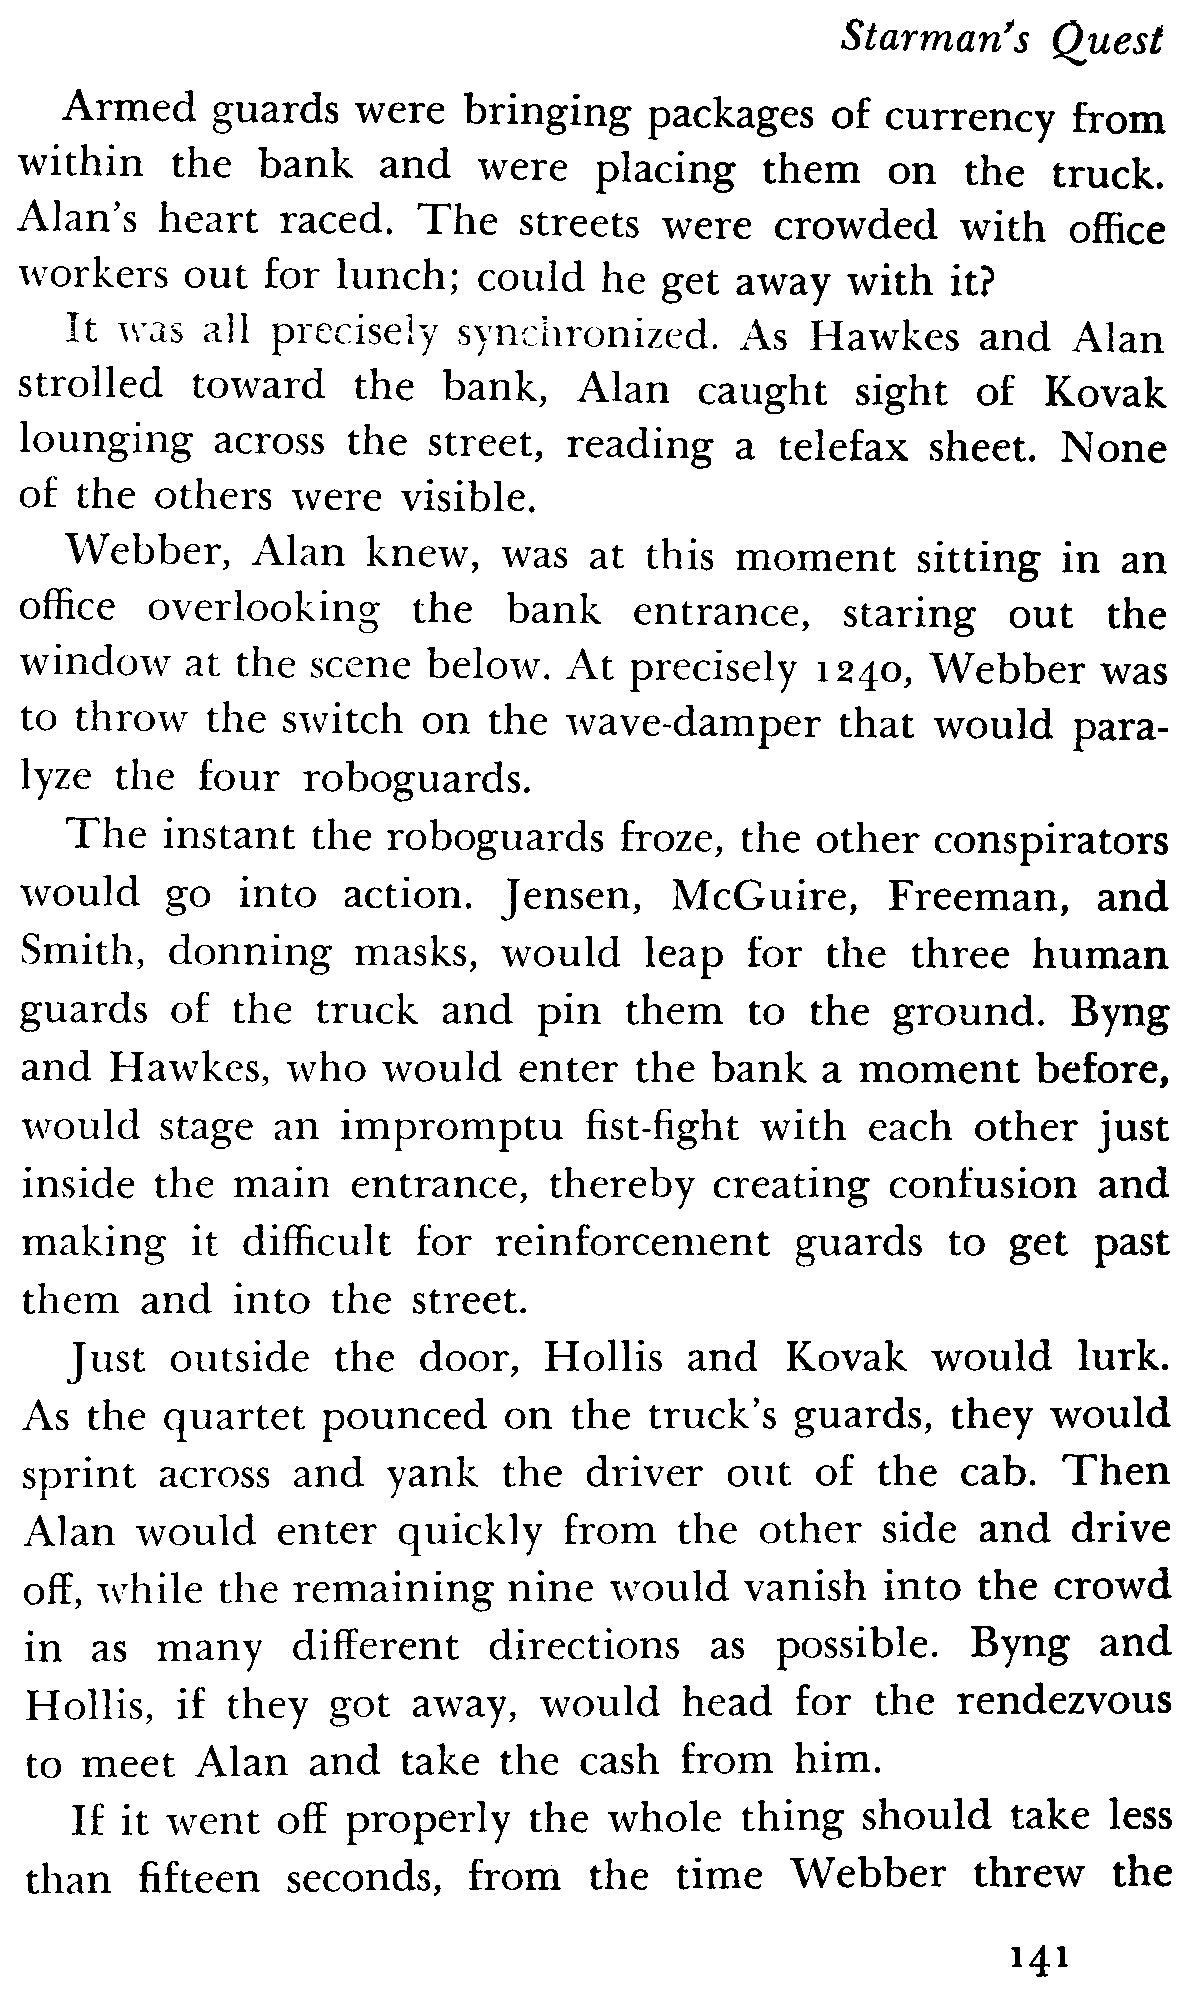 Starman's Quest
Armed guards were bringing packages of currency from
within the bank and were placing them on the truck.
Alan's heart raced. The streets were crowded with office
workers out for lunch; could he get away with it?
It was all precisely synchronized. As Hawkes and Alan
strolled toward the bank, Alan caught sight of Kovak
lounging across the street, reading a telefax sheet. None
of the others were visible.
Webber, Alan knew, was at this moment sitting in an
office overlooking the bank entrance, staring out the
window at the scene below. At precisely 1240, Webber was
to throw the switch on the wave-damper that would para-
lyze the four roboguards.
The instant the roboguards froze, the other conspirators
would go into action. Jensen, McGuire, Freeman, and
Smith, donning masks, would leap for the three human
guards of the truck and pin them to the ground. Byng
and Hawkes, who would enter the bank a moment before,
would stage an impromptu fist-fight with each other just
inside the main entrance, thereby creating confusion and
making it difficult for reinforcement guards to get past
them and into the street.
Just outside the door, Hollis and Kovak would lurk.
As the quartet pounced on the truck's guards, they would
sprint across and yank the driver out of the cab. Then
Alan would enter quickly from the other side and drive
off, while the remaining nine would vanish into the crowd
in as many different directions as possible. Byng and
Hollis, if they got away, would head for the rendezvous
to meet Alan and take the cash from him.
If it went off properly the whole thing should take less
than fifteen seconds, from the time Webber threw the
141